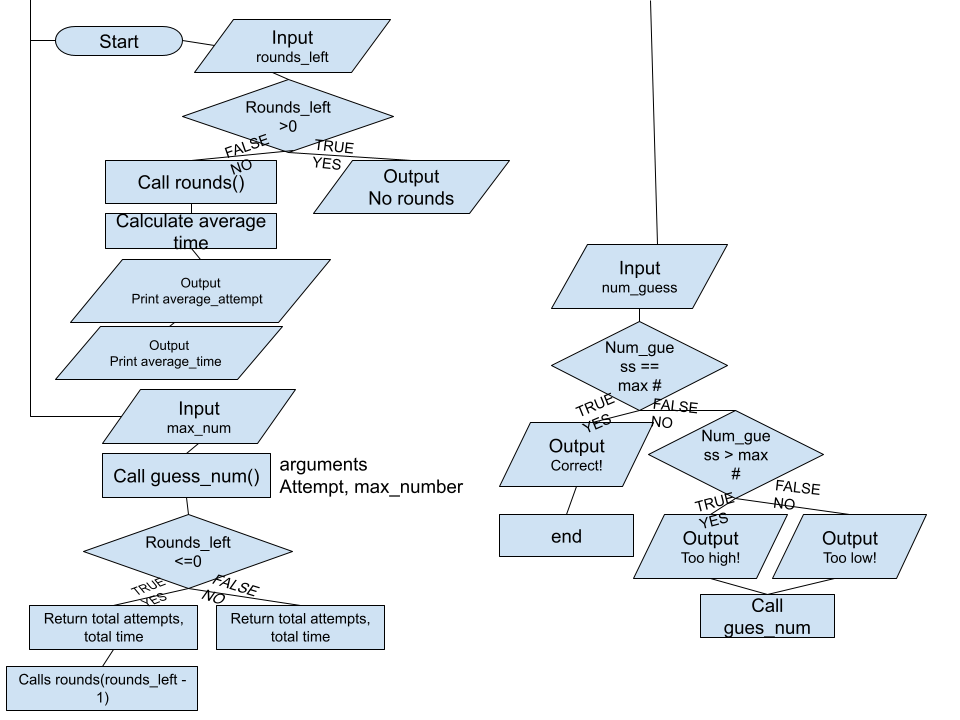 Start
Input
rounds_left
Rounds_left
>0
FALSE
NO
TRUE
YES
Call rounds()
Output
No rounds
Calculate average
time
Output
Print average_attempt
Output
Print average_time
Input
max_num
Call guess_num()
arguments
Attempt, max_number
Rounds_left
<=0
TRUE
YES
FALSE
NO
Return total attempts,
total time
Return total attempts,
total time
Calls rounds(rounds_left -
1)
Input
num_guess
Num_gue
ss ==
max #
TRUE
YES
FALSE
NO
Output
Correct!
end
Num_gue
ss > max
#
TRUE
YES
FALSE
NO
Output
Too high!
Output
Too low!
Call
gues_num